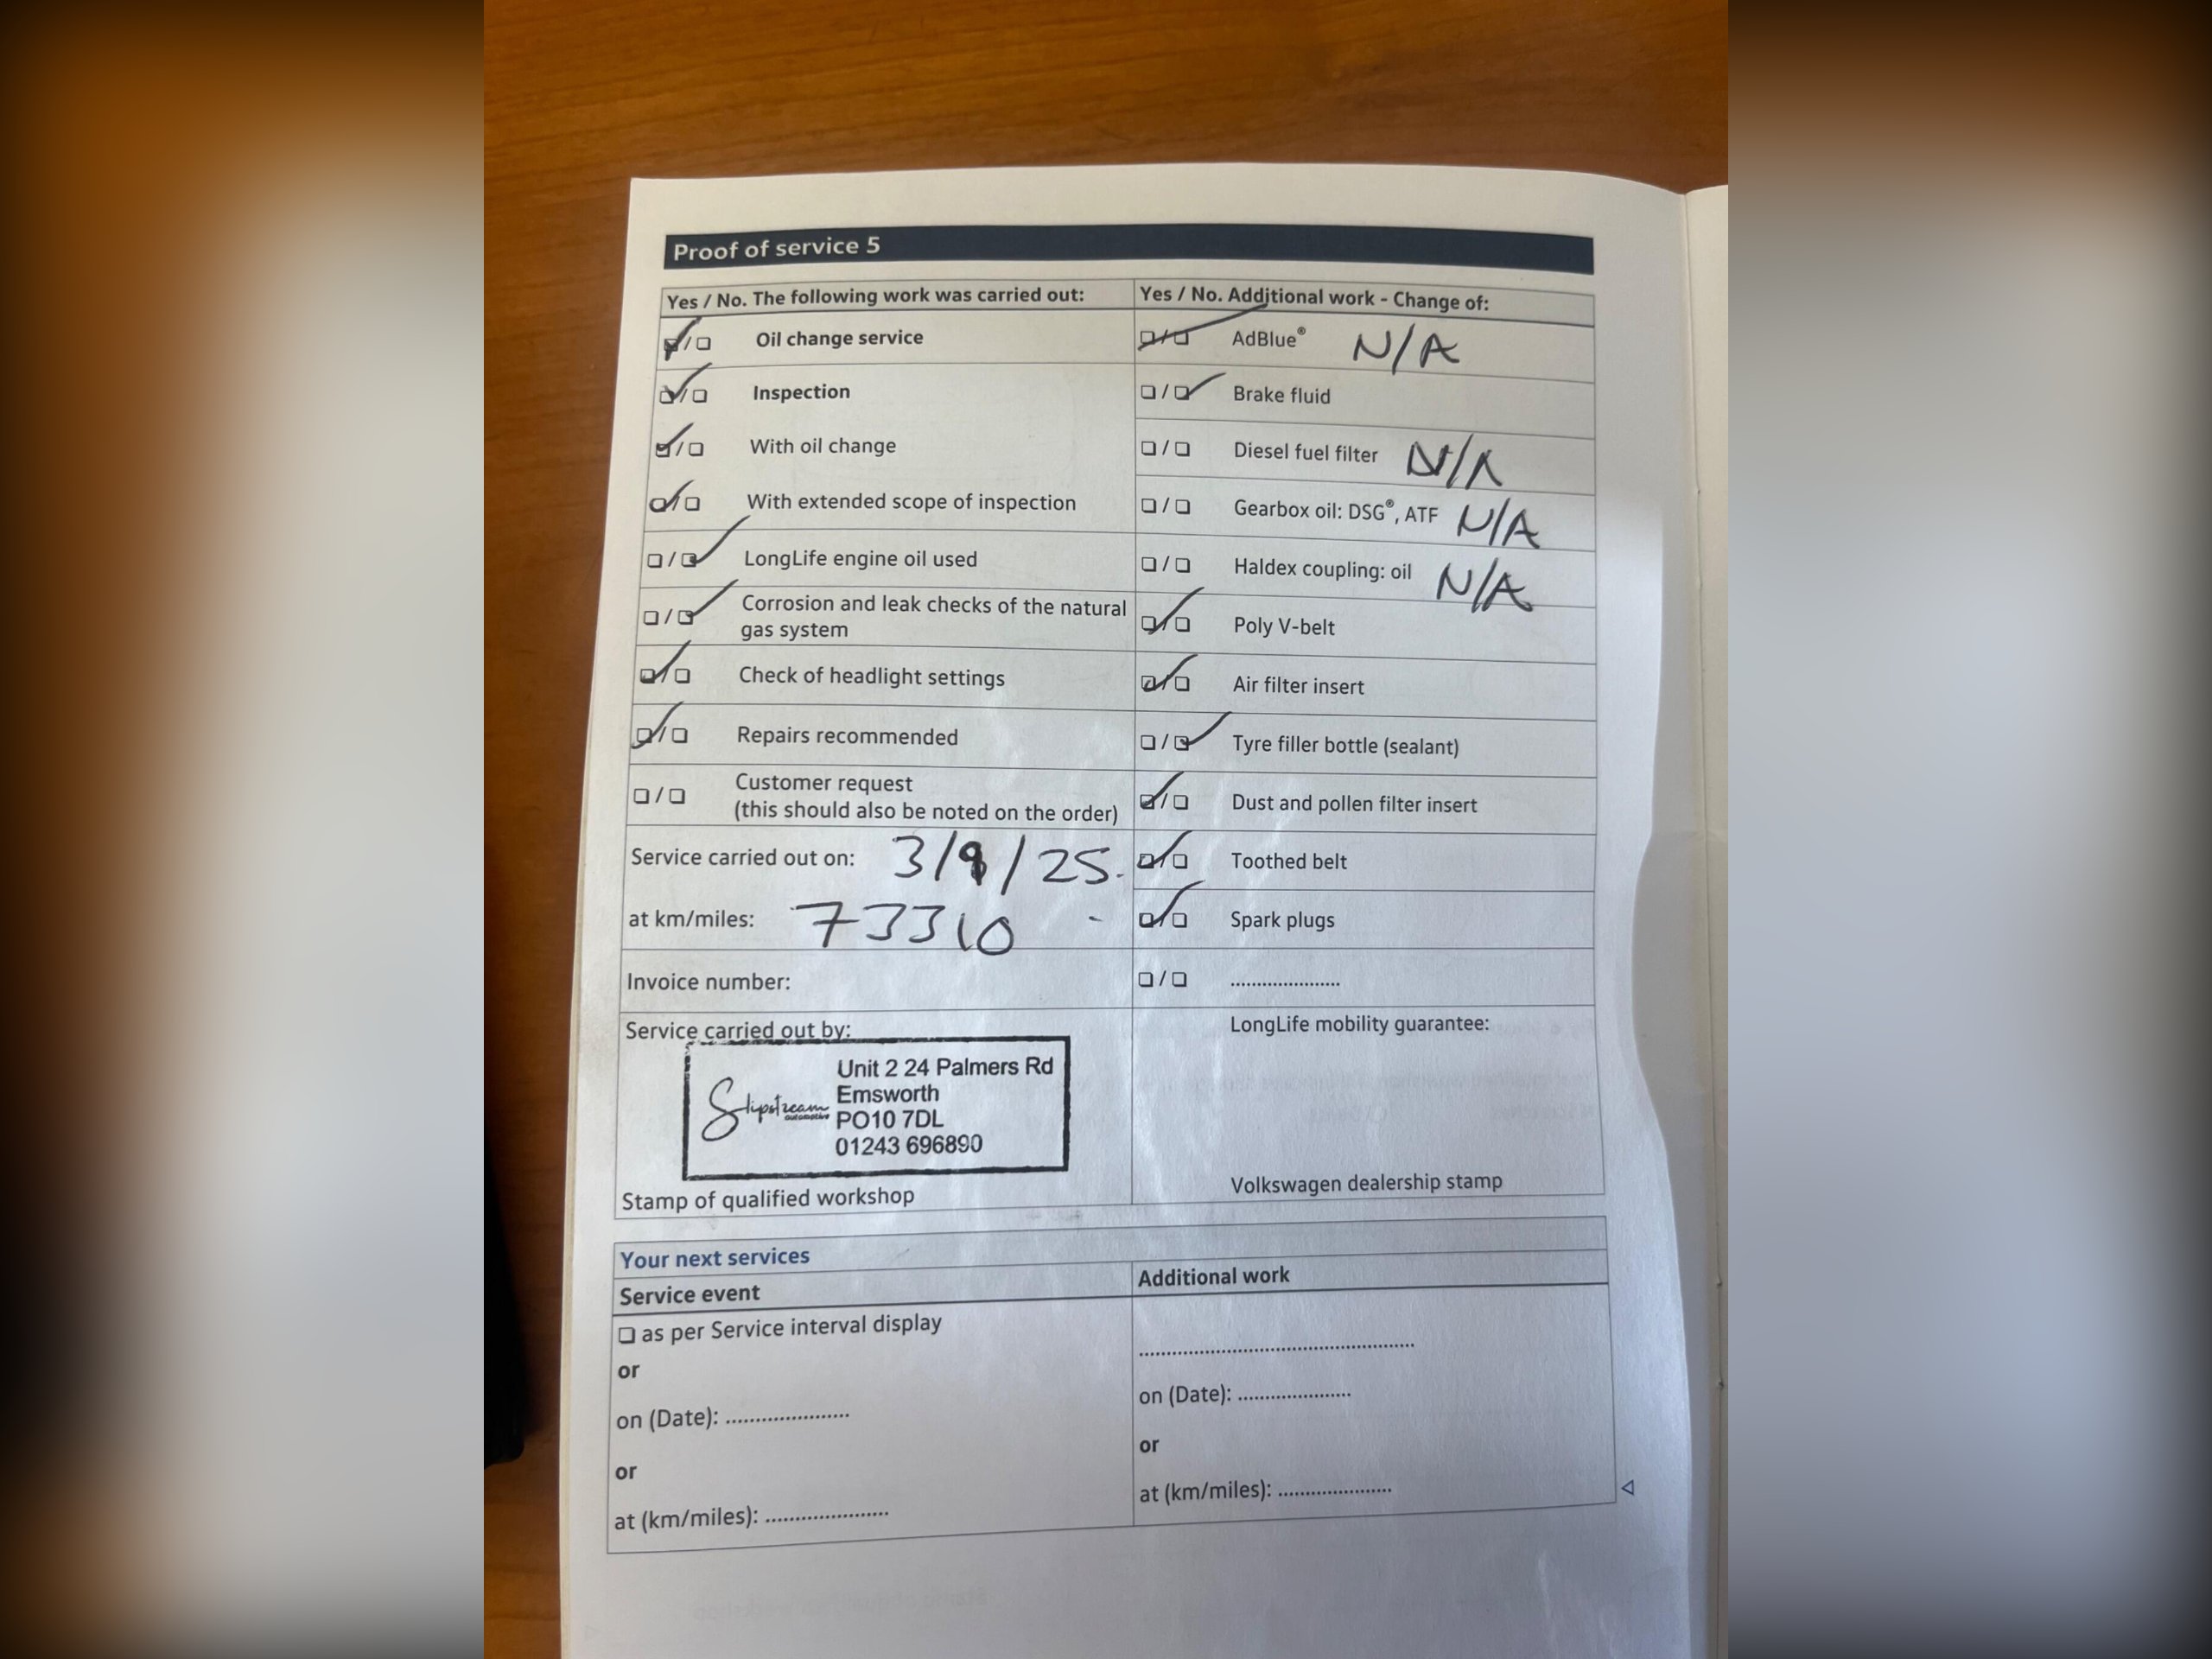 Proof of service 5
Yes / No. The following work was carried out:
Oil change service
Inspection
With oil change
With extended scope of inspection
LongLife engine oil used
Corrosion and leak checks of the natural
gas system
Check of headlight settings
Repairs recommended
Customer request
(this should also be noted on the order)
Service carried out on: 3/9/25.
at km/miles: 73310
Invoice number:
Service carried out by:
Slipstream
automotive
Unit 2 24 Palmers Rd
Emsworth
PO10 7DL
01243 696890
Stamp of qualified workshop
Yes / No. Additional work - Change of:
AdBlue® N/A
Brake fluid
Diesel fuel filter N/A
Gearbox oil: DSG®, ATF N/A
Haldex coupling: oil N/A
Poly V-belt
Air filter insert
Tyre filler bottle (sealant)
Dust and pollen filter insert
Toothed belt
Spark plugs
....................
LongLife mobility guarantee:
Volkswagen dealership stamp
Your next services
Service event
as per Service interval display
or
on (Date): ....................
or
at (km/miles): ....................
Additional work
..................................................
on (Date): ....................
or
at (km/miles): ....................